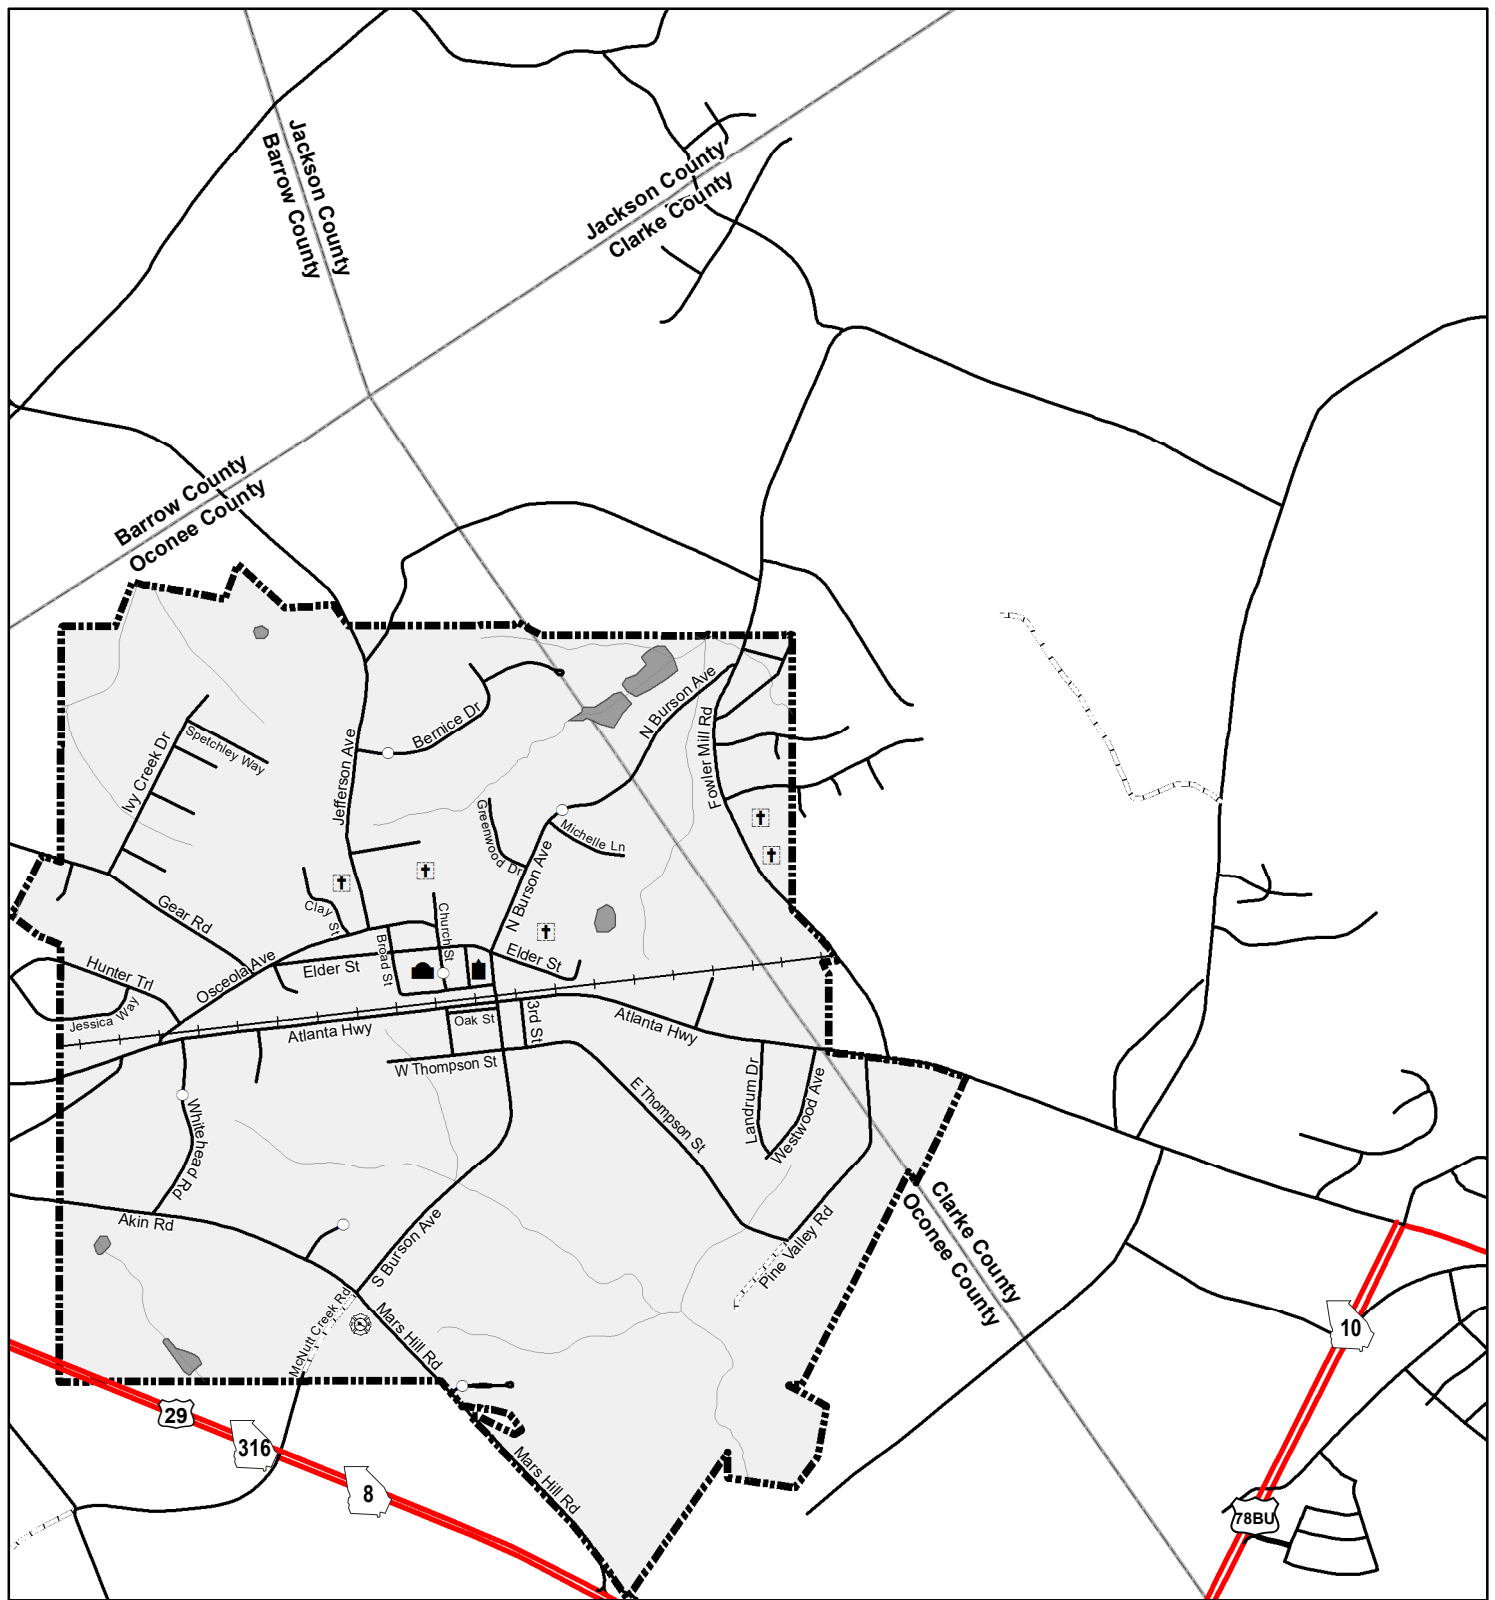 Jackson County
Barrow County
Jackson County
Clarke County
Barrow County
Oconee County
N Burson Ave
Bernice Dr
Spetchley Way
Ivy Creek Dr
Jefferson Ave
Fowler Mill Rd
Greenwood Dr
Michelle Ln
N Burson Ave
Clay St
Church St
Gear Rd
Broad St
Elder St
Elder St
Osceola Ave
Hunter Trl
Jessica Way
Atlanta Hwy
Oak St
3rd St
Atlanta Hwy
W Thompson St
E Thompson St
Landrum Dr
Westwood Ave
Whitehead Rd
Akin Rd
S Burson Ave
Pine Valley Rd
Clarke County
Oconee County
McNutt Creek Rd
Mars Hill Rd
10
29
316
8
Mars Hill Rd
78BU